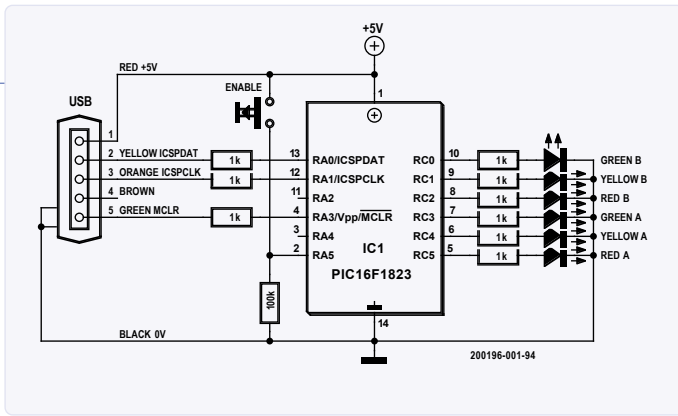 +5V
RED +5V
ENABLE
USB
1
1
2 YELLOW ICSPDAT
1k
13
RA0/ICSPDAT
RC0
10
1k
GREEN B
3 ORANGE ICSPCLK
1k
12
RA1/ICSPCLK
RC1
9
1k
YELLOW B
4 BROWN
11
RA2
RC2
8
1k
RED B
5 GREEN MCLR
1k
4
RA3/Vpp/MCLR
RC3
7
1k
GREEN A
3
RA4
RC4
6
1k
YELLOW A
2
RA5
IC1
RC5
5
1k
RED A
PIC16F1823
100k
14
BLACK 0V
200196-001-94